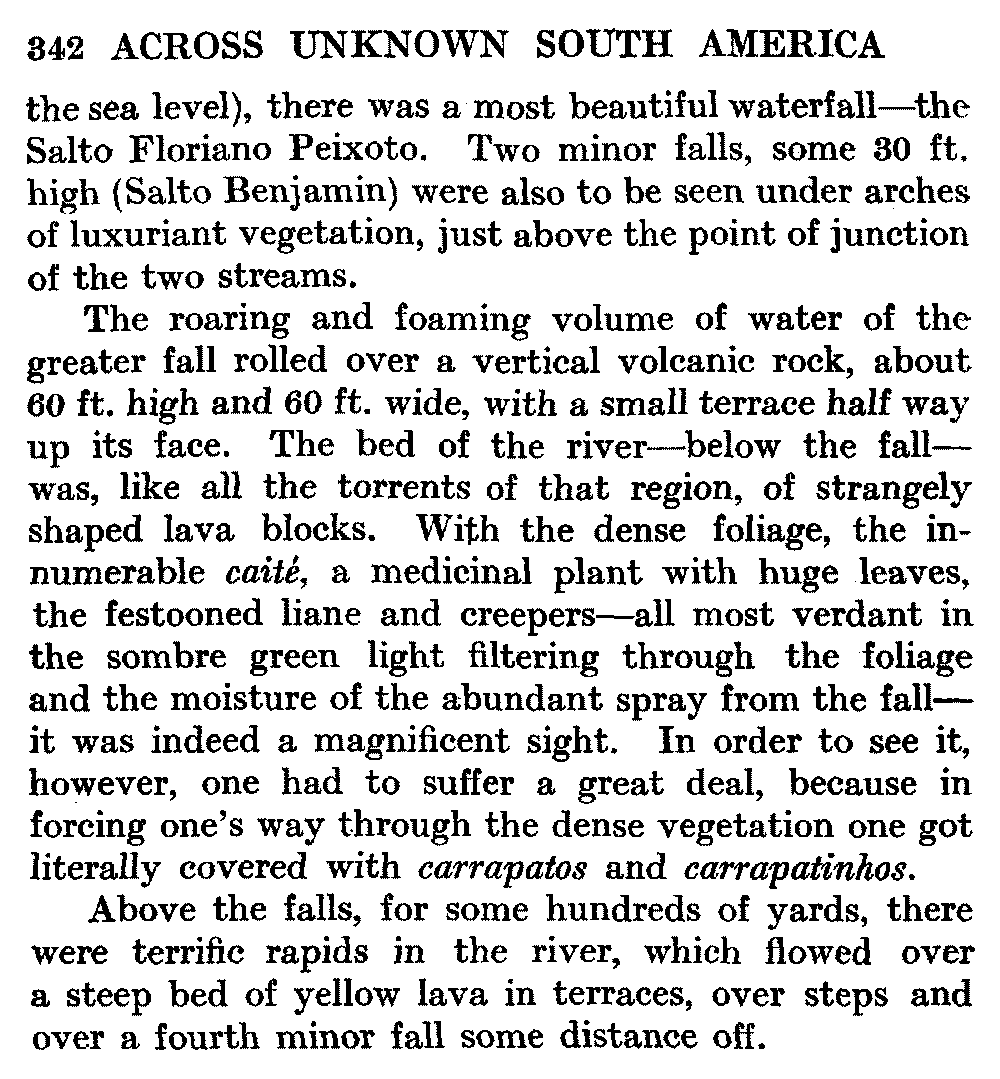 342 ACROSS UNKNOWN SOUTH AMERICA
the sea level), there was a most beautiful waterfall—the
Salto Floriano Peixoto. Two minor falls, some 30 ft.
high (Salto Benjamin) were also to be seen under arches
of luxuriant vegetation, just above the point of junction
of the two streams.
The roaring and foaming volume of water of the
greater fall rolled over a vertical volcanic rock, about
60 ft. high and 60 ft. wide, with a small terrace half way
up its face. The bed of the river—below the fall—
was, like all the torrents of that region, of strangely
shaped lava blocks. With the dense foliage, the in-
numerable caité, a medicinal plant with huge leaves,
the festooned liane and creepers—all most verdant in
the sombre green light filtering through the foliage
and the moisture of the abundant spray from the fall—
it was indeed a magnificent sight. In order to see it,
however, one had to suffer a great deal, because in
forcing one's way through the dense vegetation one got
literally covered with carrapatos and carrapatinhos.
Above the falls, for some hundreds of yards, there
were terrific rapids in the river, which flowed over
a steep bed of yellow lava in terraces, over steps and
over a fourth minor fall some distance off.